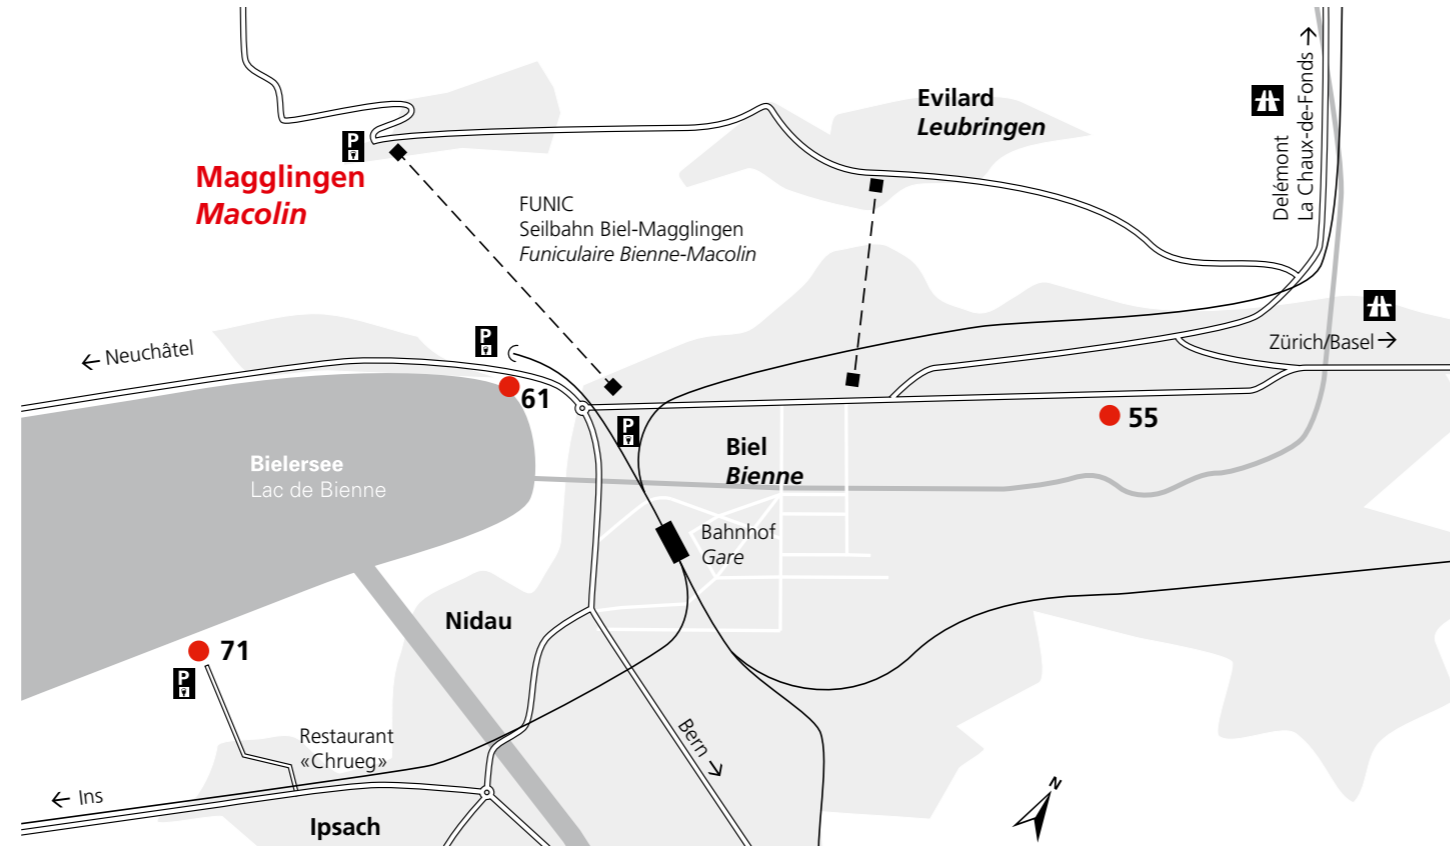 Evilard
Leubringen
Delémont
La Chaux-de-Fonds →
P
Magglingen
Macolin
FUNIC
Seilbahn Biel-Magglingen
Funiculaire Bienne-Macolin
← Neuchâtel
P
Zürich/Basel →
61
55
P
Biel
Bienne
Bielersee
Lac de Bienne
Bahnhof
Gare
Nidau
71
P
Restaurant
«Chrueg»
Bern →
← Ins
Ipsach
N